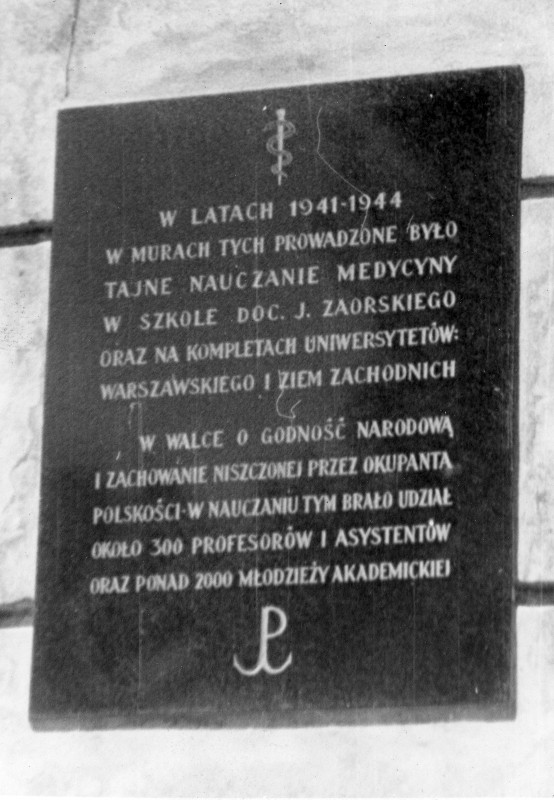 W LATACH 1941-1944
W MURACH TYCH PROWADZONE BYŁO
TAJNE NAUCZANIE MEDYCYNY
W SZKOLE DOC. J. ZAORSKIEGO
ORAZ NA KOMPLETACH UNIWERSYTETÓW:
WARSZAWSKIEGO I ZIEM ZACHODNICH
W WALCE O GODNOŚĆ NARODOWĄ
I ZACHOWANIE NISZCZONEJ PRZEZ OKUPANTA
POLSKOŚCI-W NAUCZANIU TYM BRAŁO UDZIAŁ
OKOŁO 300 PROFESORÓW I ASYSTENTÓW
ORAZ PONAD 2000 MŁODZIEŻY AKADEMICKIEJ
P